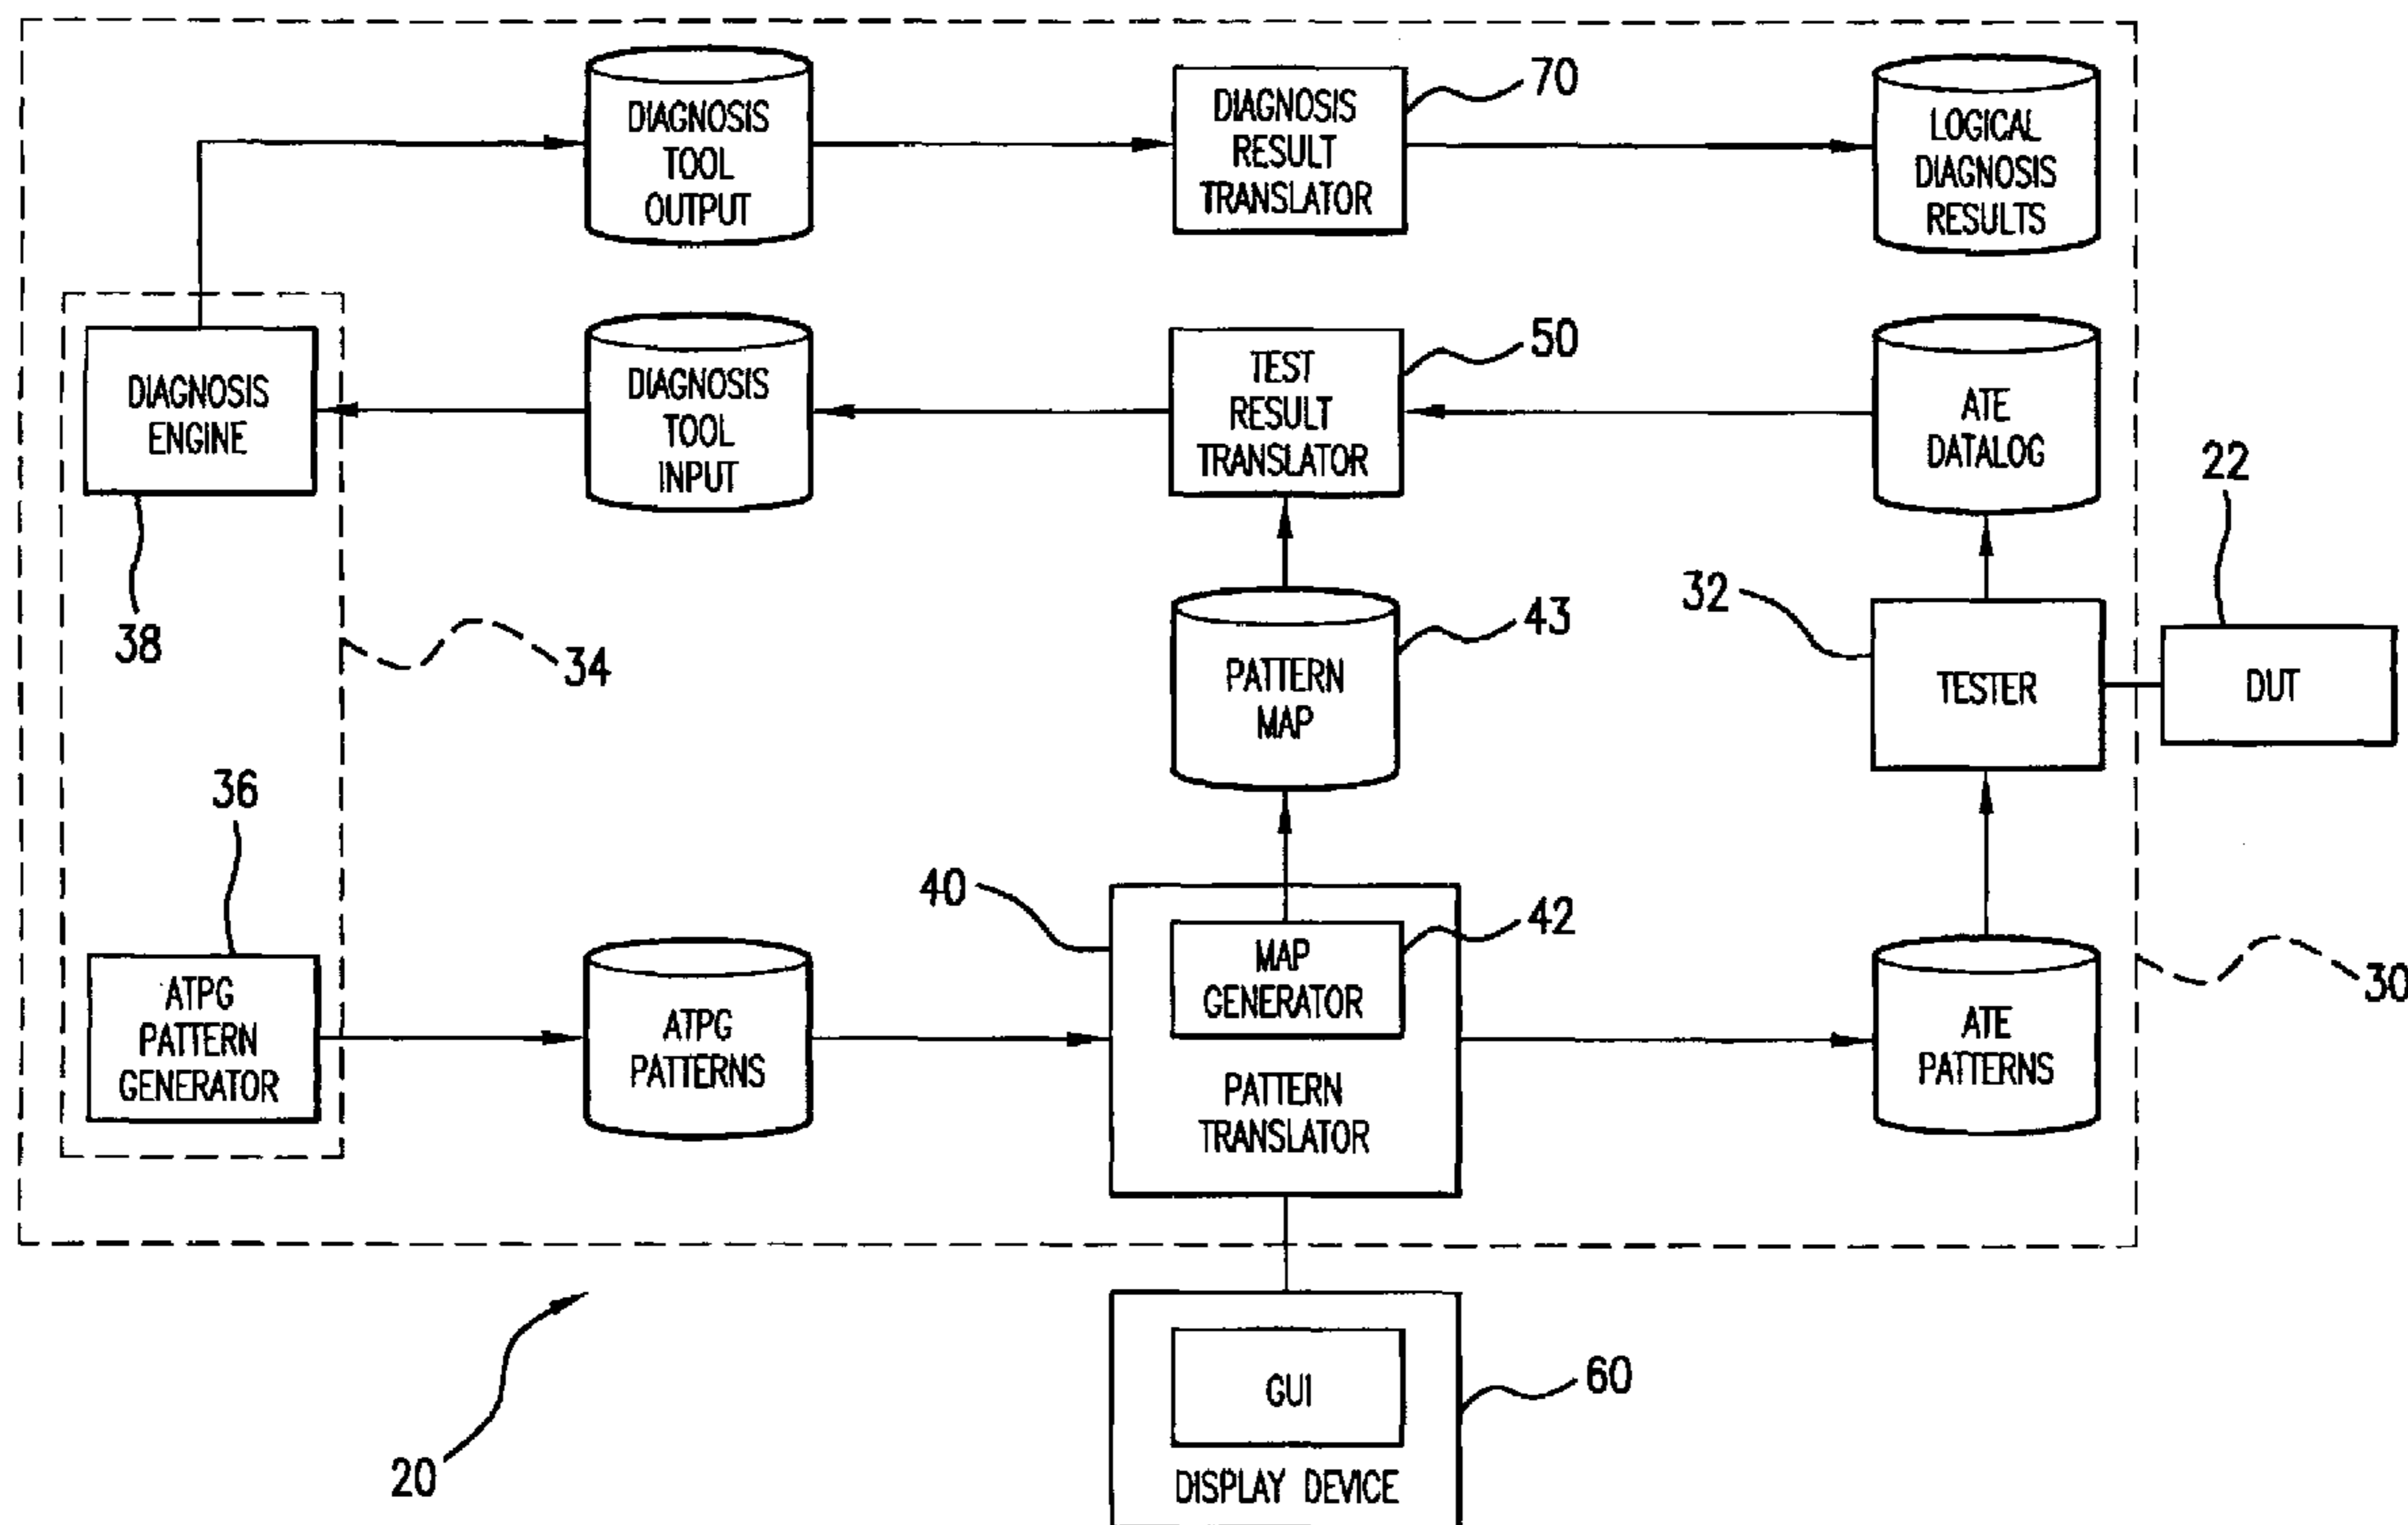 DIAGNOSIS
TOOL
OUTPUT
DIAGNOSIS
RESULT
TRANSLATOR
70
LOGICAL
DIAGNOSIS
RESULTS
DIAGNOSIS
ENGINE
38
34
DIAGNOSIS
TOOL
INPUT
TEST
RESULT
TRANSLATOR
50
ATE
DATALOG
22
PATTERN
MAP
43
32
TESTER
DUT
36
ATPG
PATTERN
GENERATOR
ATPG
PATTERNS
40
MAP
GENERATOR
42
PATTERN
TRANSLATOR
ATE
PATTERNS
30
20
GUI
60
DISPLAY DEVICE